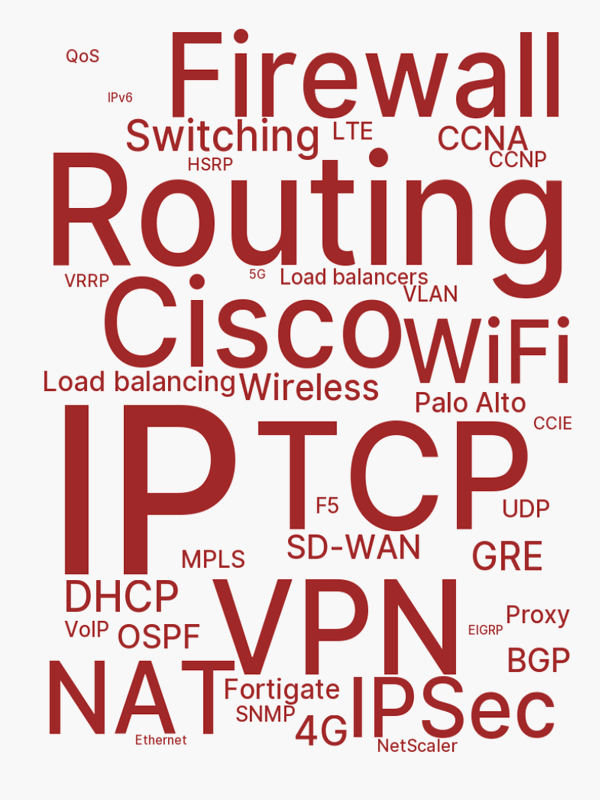 QoS
Firewall
IPv6
Switching
LTE
CCNA
CCNP
HSRP
Routing
VRRP
5G
Load balancers
VLAN
Cisco
WiFi
Load balancing
Wireless
Palo Alto
CCIE
IP
TCP
F5
UDP
SD-WAN
GRE
MPLS
DHCP
VPN
VoIP
OSPF
EIGRP
Proxy
BGP
NAT
Fortigate
IPSec
SNMP
4G
Ethernet
NetScaler